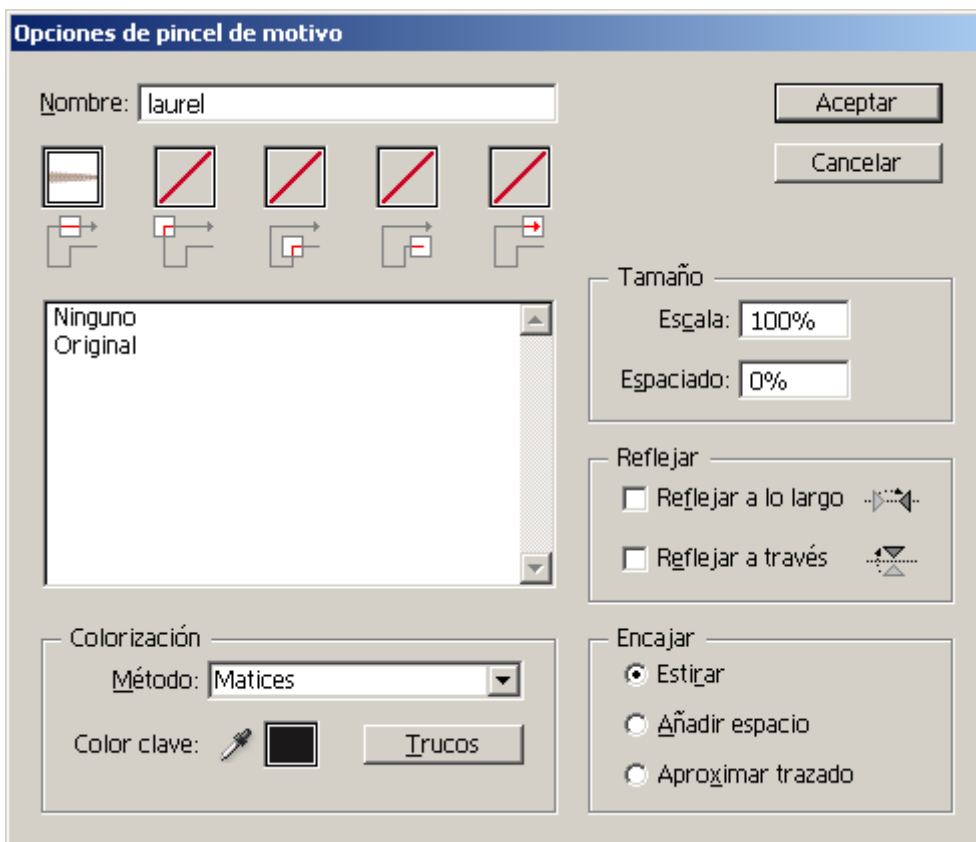 Opciones de pincel de motivo
Nombre: laurel
Aceptar
Cancelar
Ninguno
Original
Tamaño
Escala: 100%
Espaciado: 0%
Reflejar
Reflejar a lo largo
Reflejar a través
Colorización
Método: Matices
Color clave:
Trucos
Encajar
Estirar
Añadir espacio
Aproximar trazado